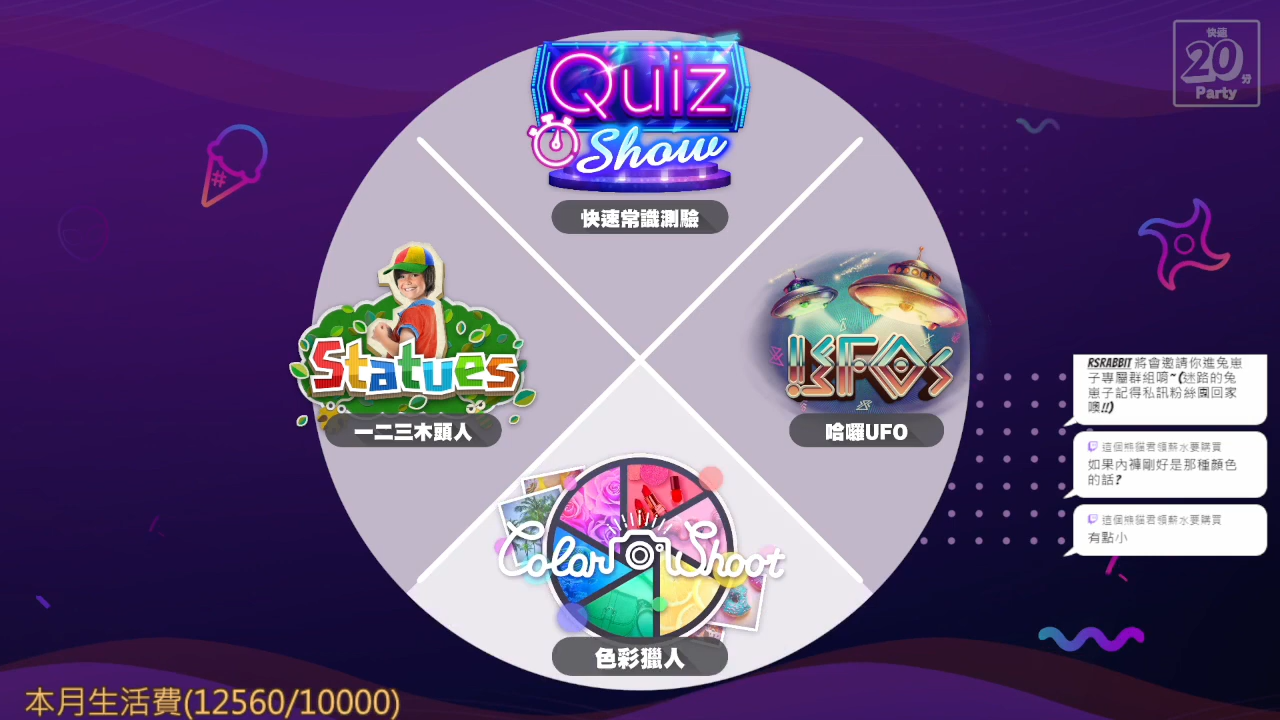 Quiz
Show
快速常識測驗
快速
20分
Party
Statues
一二三木頭人
UFOs
哈囉UFO
Color Shoot
色彩獵人
RSRABBIT 將會邀請你進兔崽
子專屬群組唷~(迷路的兔
崽子記得私訊粉絲團回家
噢!!)
這個熊貓君領薪水要購買
如果內褲剛好是那種顏色
的話?
這個熊貓君領薪水要購買
有點小
本月生活費(12560/10000)